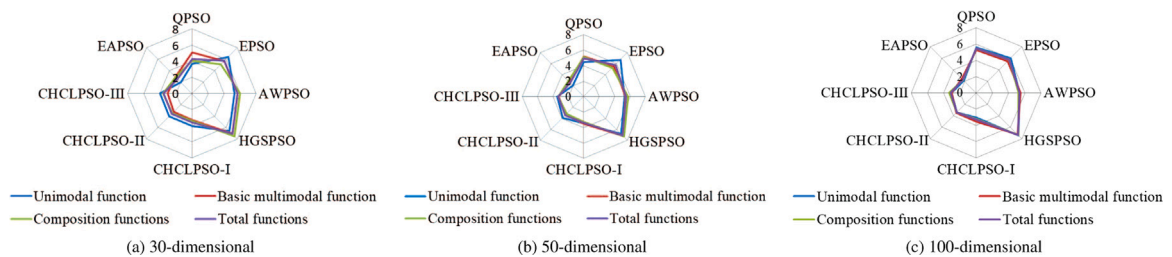 QPSO
8
6
4
2
0
EPSO
AWPSO
HGSPSO
CHCLPSO-I
CHCLPSO-II
CHCLPSO-III
EAPSO
Unimodal function
Basic multimodal function
Composition functions
Total functions
(a) 30-dimensional
QPSO
8
6
4
2
0
EPSO
AWPSO
HGSPSO
CHCLPSO-I
CHCLPSO-II
CHCLPSO-III
EAPSO
Unimodal function
Basic multimodal function
Composition functions
Total functions
(b) 50-dimensional
QPSO
8
6
4
2
0
EPSO
AWPSO
HGSPSO
CHCLPSO-I
CHCLPSO-II
CHCLPSO-III
EAPSO
Unimodal function
Basic multimodal function
Composition functions
Total functions
(c) 100-dimensional